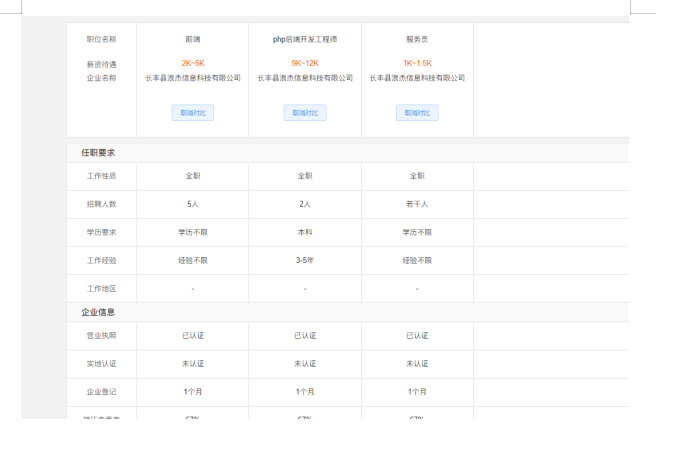 职位名称 前端 php后端开发工程师 服务员
薪资待遇 2K~5K 9K~12K 1K~1.5K
企业名称 长丰县浪杰信息科技有限公司 长丰县浪杰信息科技有限公司 长丰县浪杰信息科技有限公司
取消对比 取消对比 取消对比
任职要求
工作性质 全职 全职 全职
招聘人数 5人 2人 若干人
学历要求 学历不限 本科 学历不限
工作经验 经验不限 3-5年 经验不限
工作地区 - - -
企业信息
营业执照 已认证 已认证 已认证
实地认证 未认证 未认证 未认证
企业登记 1个月 1个月 1个月
67% 67% 67%